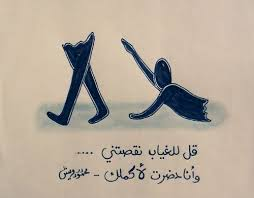 قل للغياب نقصتني ....
وأنا حضرت لأكملك - محمود درويش